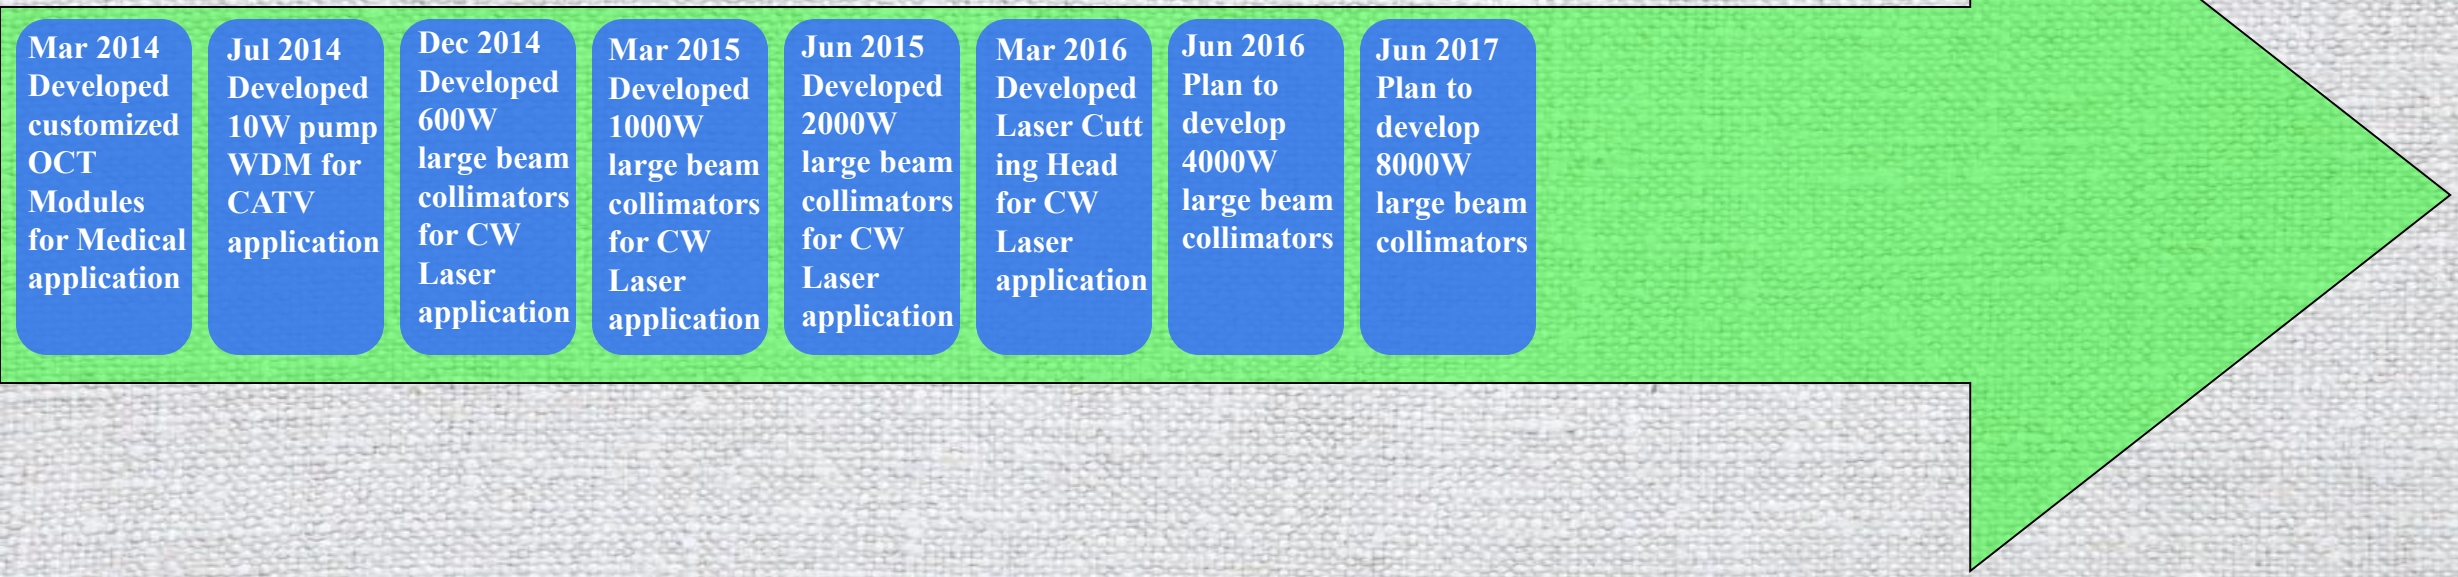 Mar 2014
Developed
customized
OCT
Modules
for Medical
application
Jul 2014
Developed
10W pump
WDM for
CATV
application
Dec 2014
Developed
600W
large beam
collimators
for CW
Laser
application
Mar 2015
Developed
1000W
large beam
collimators
for CW
Laser
application
Jun 2015
Developed
2000W
large beam
collimators
for CW
Laser
application
Mar 2016
Developed
Laser Cutt
ing Head
for CW
Laser
application
Jun 2016
Plan to
develop
4000W
large beam
collimators
Jun 2017
Plan to
develop
8000W
large beam
collimators